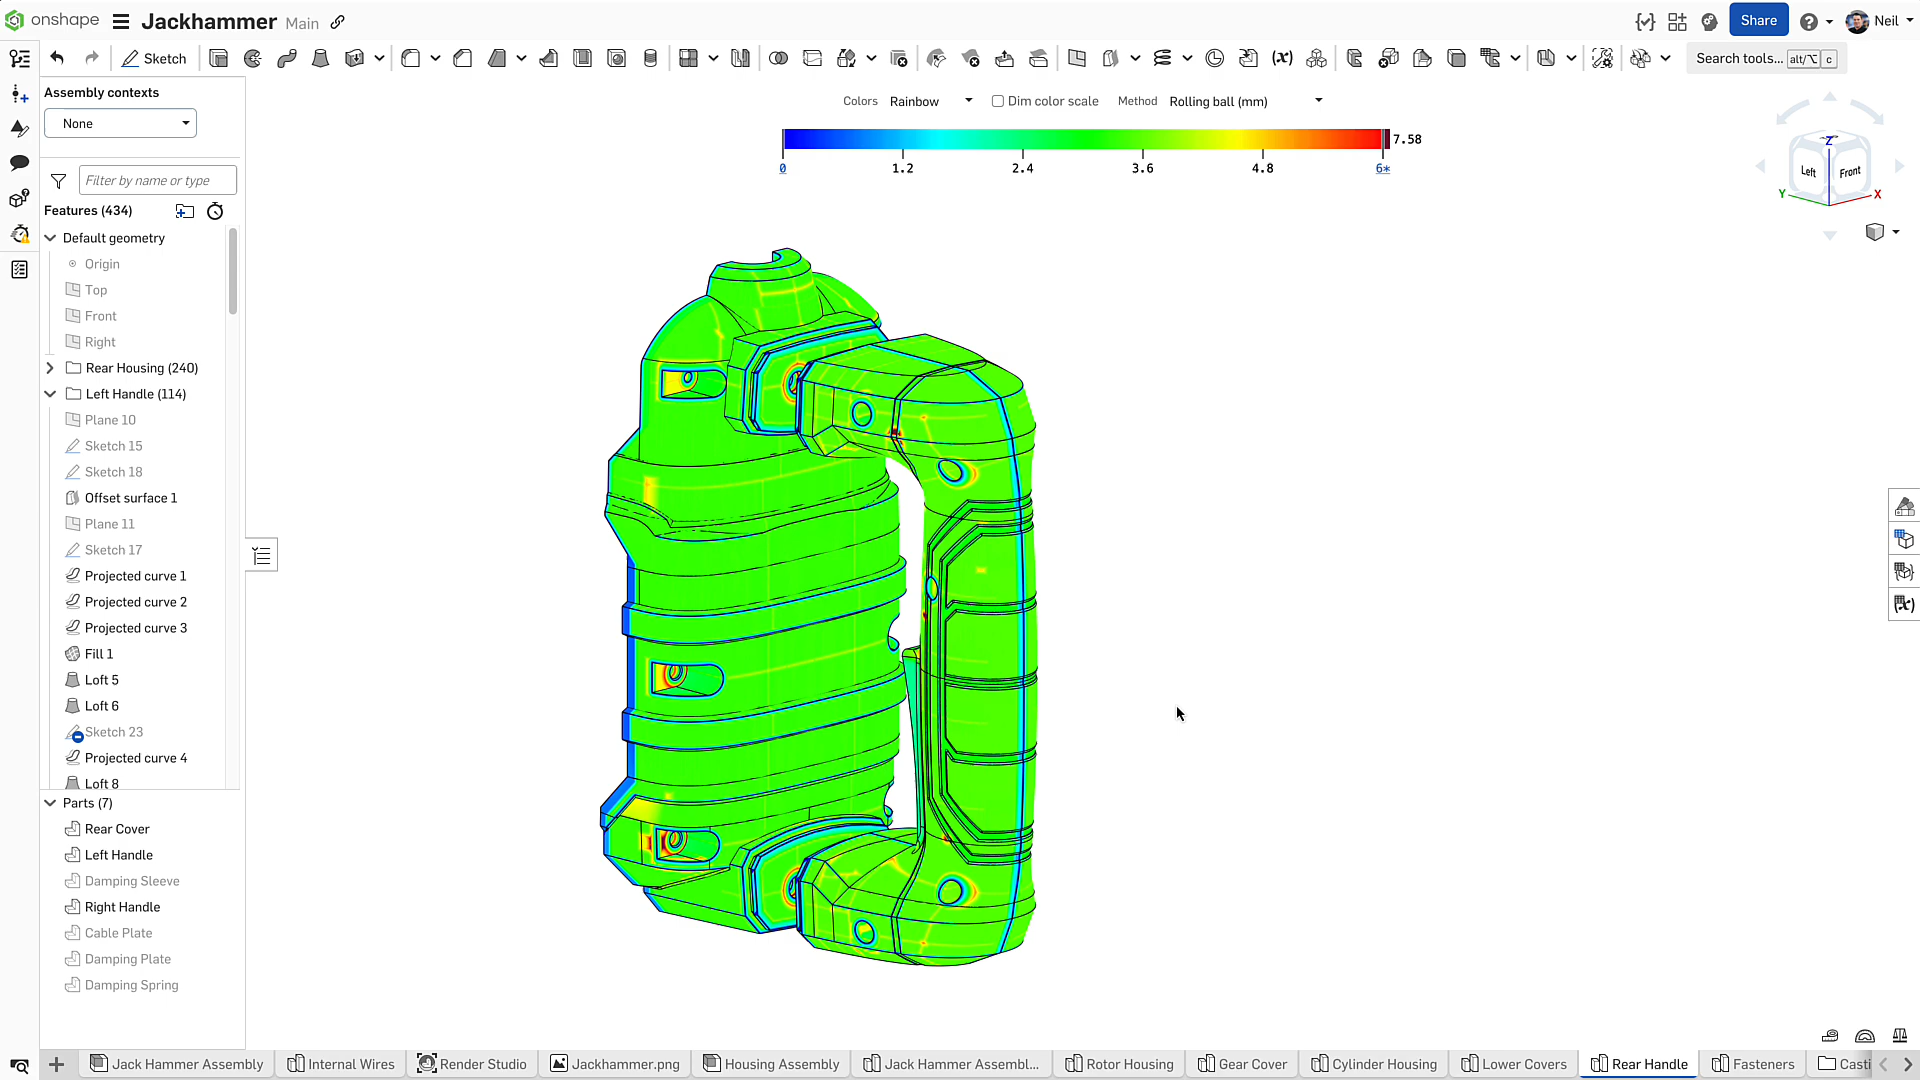 onshape
Jackhammer Main
Share
Neil
Sketch
Search tools... alt/⌥ c
Assembly contexts
None
Filter by name or type
Features (434)
Default geometry
Origin
Top
Front
Right
Rear Housing (240)
Left Handle (114)
Plane 10
Sketch 15
Sketch 18
Offset surface 1
Plane 11
Sketch 17
Projected curve 1
Projected curve 2
Projected curve 3
Fill 1
Loft 5
Loft 6
Sketch 23
Projected curve 4
Loft 8
Parts (7)
Rear Cover
Left Handle
Damping Sleeve
Right Handle
Cable Plate
Damping Plate
Damping Spring
Colors Rainbow Dim color scale Method Rolling ball (mm)
7.58
0 1.2 2.4 3.6 4.8 6*
Z
Left Front
Y X
Jack Hammer Assembly Internal Wires Render Studio Jackhammer.png Housing Assembly Jack Hammer Assembl... Rotor Housing Gear Cover Cylinder Housing Lower Covers Rear Handle Fasteners Casti